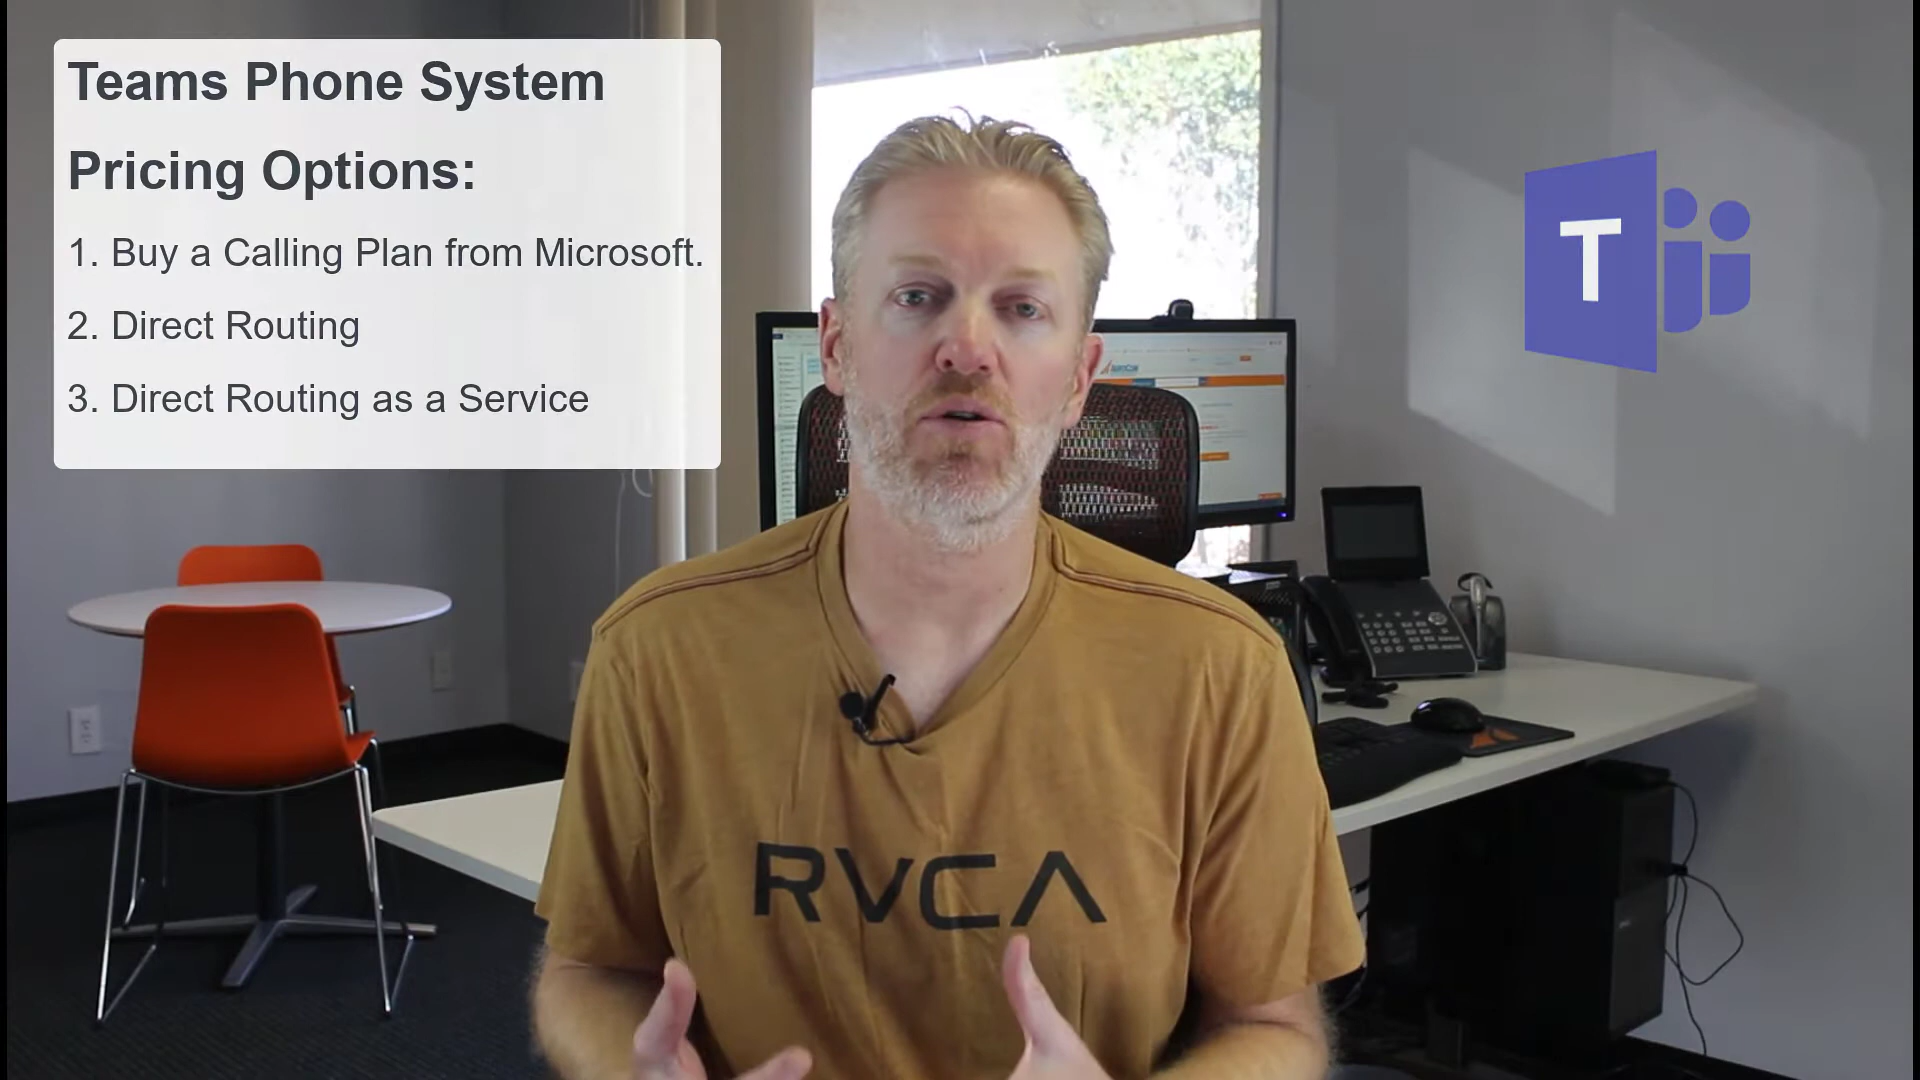 Teams Phone System
Pricing Options:
1. Buy a Calling Plan from Microsoft.
2. Direct Routing
3. Direct Routing as a Service
T
RVCA